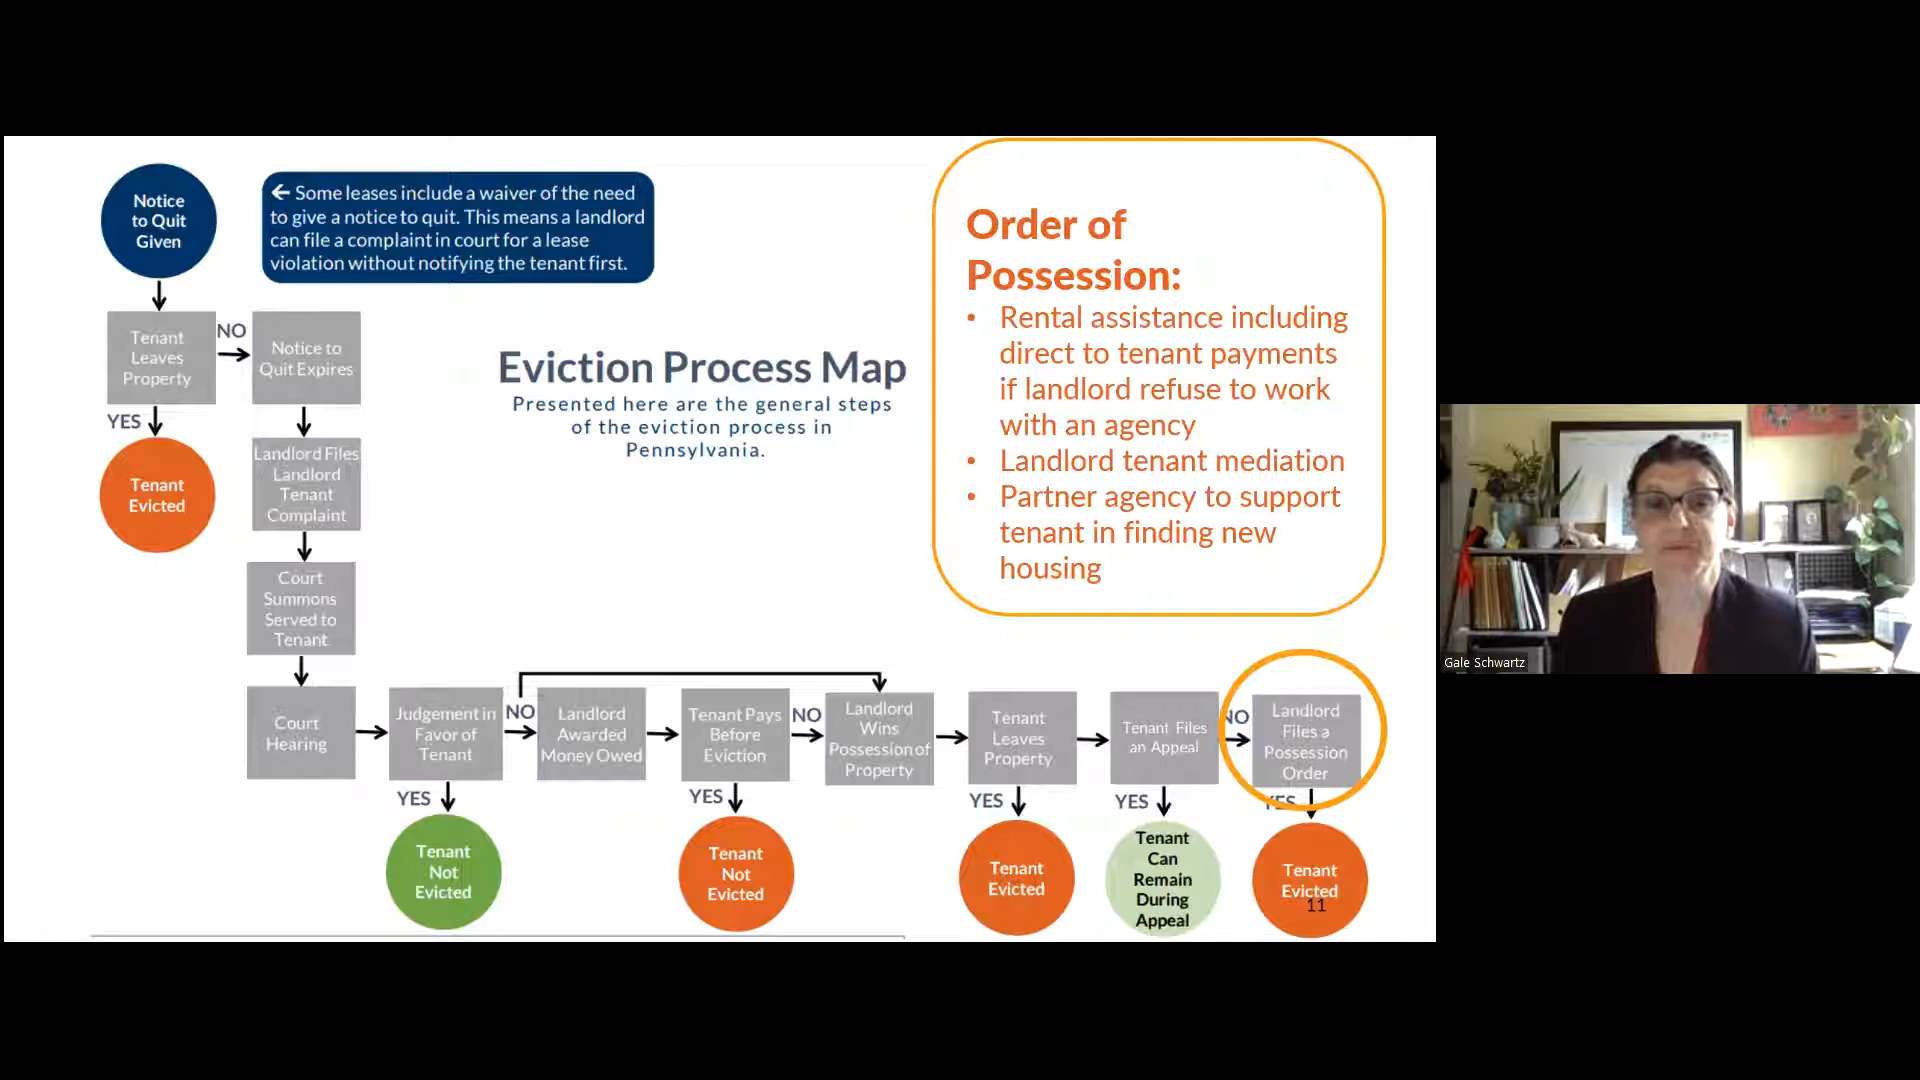 Notice
to Quit
Given
← Some leases include a waiver of the need
to give a notice to quit. This means a landlord
can file a complaint in court for a lease
violation without notifying the tenant first.
Order of
Possession:
• Rental assistance including
direct to tenant payments
if landlord refuse to work
with an agency
• Landlord tenant mediation
• Partner agency to support
tenant in finding new
housing
Tenant
Leaves
Property
NO
Notice to
Quit Expires
YES
Tenant
Evicted
Eviction Process Map
Presented here are the general steps
of the eviction process in
Pennsylvania.
Landlord Files
Landlord
Tenant
Complaint
Court
Summons
Served to
Tenant
Court
Hearing
Judgement in
Favor of
Tenant
NO
Landlord
Awarded
Money Owed
Tenant Pays
Before
Eviction
NO
Landlord
Wins
Possession of
Property
Tenant
Leaves
Property
Tenant Files
an Appeal
NO
Landlord
Files a
Possession
Order
YES
YES
YES
YES
YES
Tenant
Not
Evicted
Tenant
Not
Evicted
Tenant
Evicted
Tenant
Can
Remain
During
Appeal
Tenant
Evicted
11
Gale Schwartz